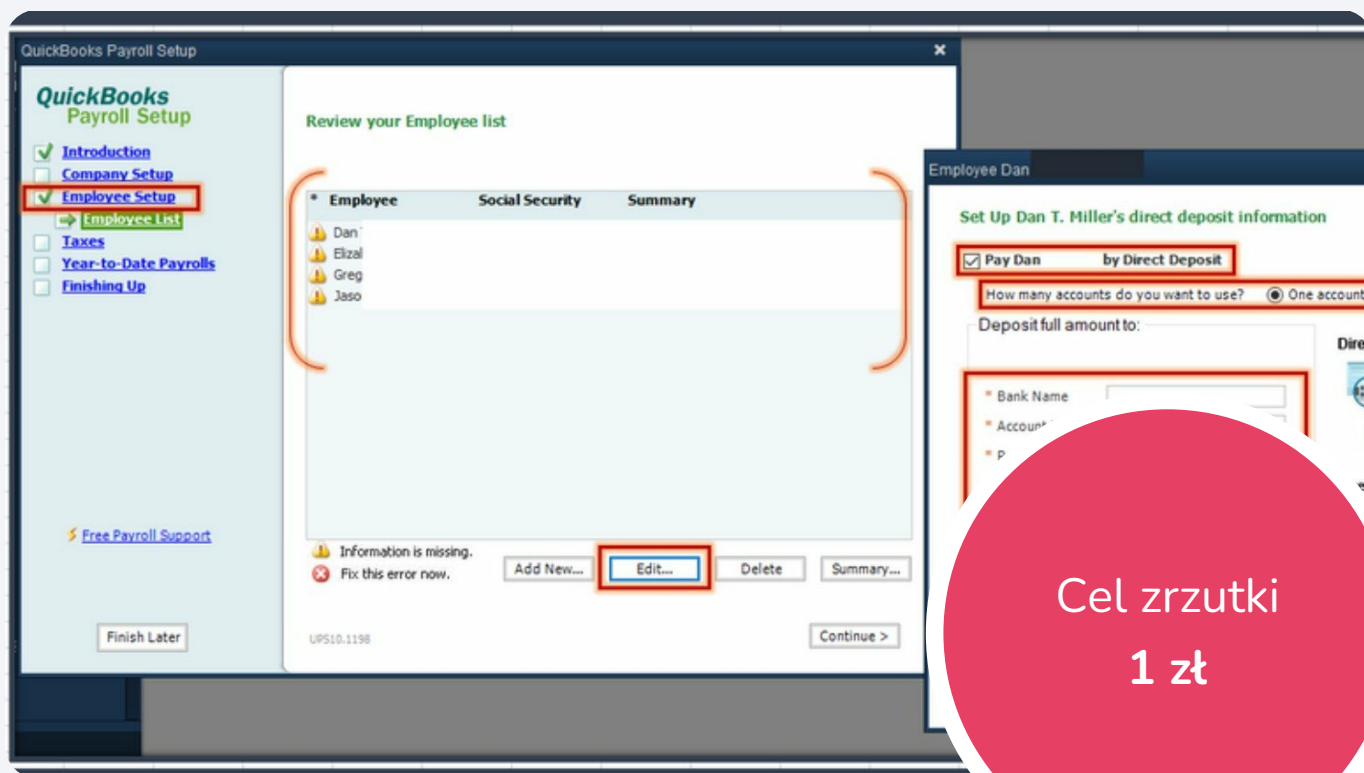 QuickBooks Payroll Setup
QuickBooks
Payroll Setup
Introduction
Company Setup
Employee Setup
Employee List
Taxes
Year-to-Date Payrolls
Finishing Up
Free Payroll Support
Finish Later
Review your Employee list
* Employee Social Security Summary
Dan
Elizal
Greg
Jaso
Information is missing.
Fix this error now.
Add New... Edit... Delete Summary...
UPS10.1198
Continue >
Employee Dan
Set Up Dan T. Miller's direct deposit information
Pay Dan by Direct Deposit
How many accounts do you want to use? One account
Deposit full amount to:
Dire
* Bank Name
* Account
Cel zrzutki
1 zł